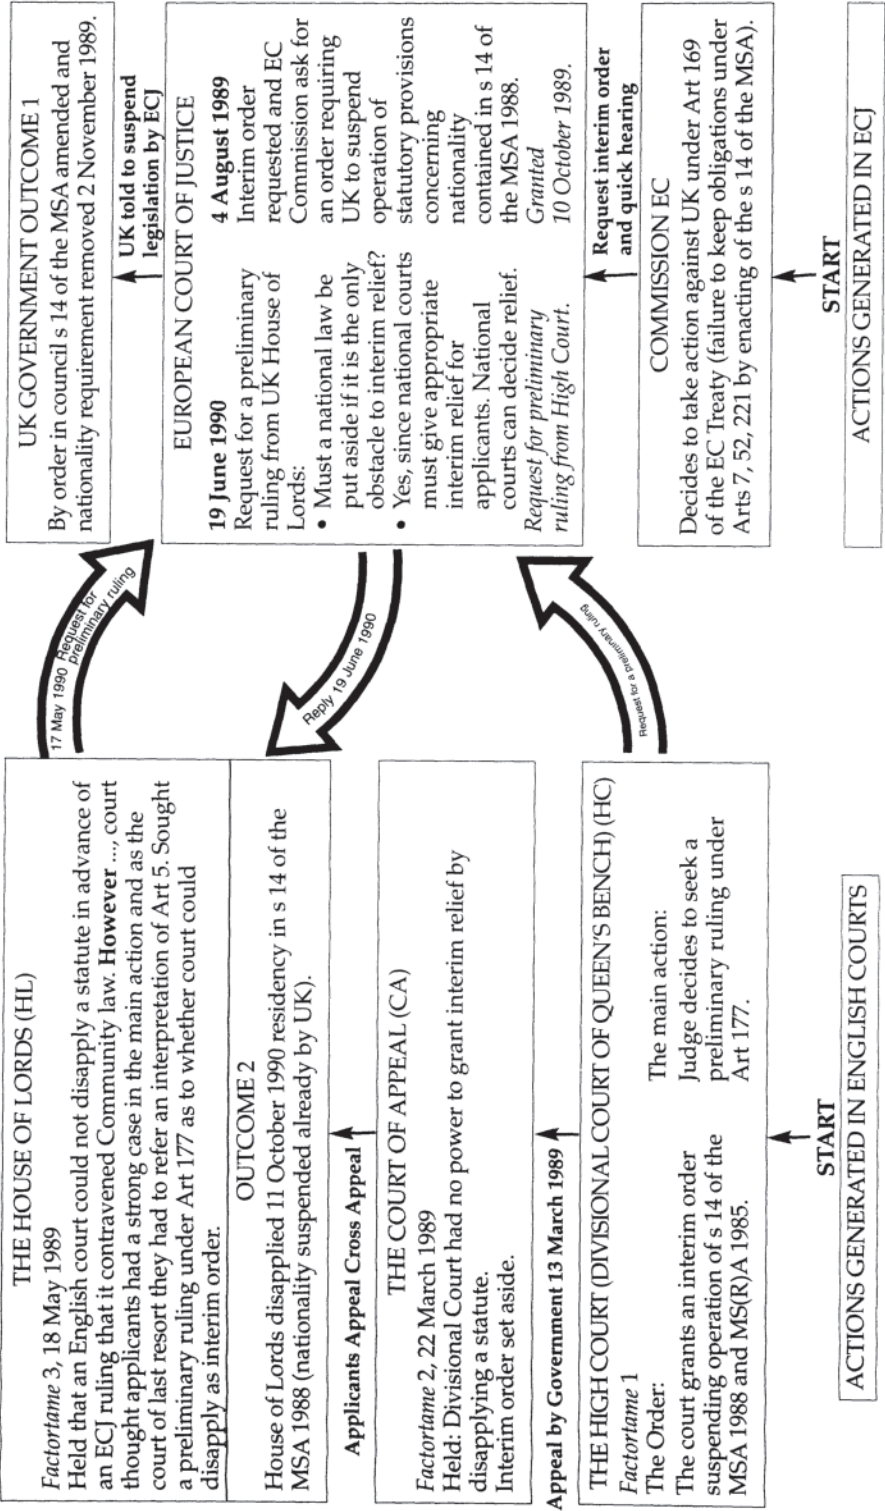 THE HOUSE OF LORDS (HL)
Factortame 3, 18 May 1989
Held that an English court could not disapply a statute in advance of
an ECJ ruling that it contravened Community law. However ..., court
thought applicants had a strong case in the main action and as the
court of last resort they had to refer an interpretation of Art 5. Sought
a preliminary ruling under Art 177 as to whether court could
disapply as interim order.
OUTCOME 2
House of Lords disapplied 11 October 1990 residency in s 14 of the
MSA 1988 (nationality suspended already by UK).
Applicants Appeal Cross Appeal
THE COURT OF APPEAL (CA)
Factortame 2, 22 March 1989
Held: Divisional Court had no power to grant interim relief by
disapplying a statute.
Interim order set aside.
Appeal by Government 13 March 1989
THE HIGH COURT (DIVISIONAL COURT OF QUEEN'S BENCH) (HC)
Factortame 1
The Order:
The court grants an interim order
suspending operation of s 14 of the
MSA 1988 and MS(R)A 1985.
The main action:
Judge decides to seek a
preliminary ruling under
Art 177.
START
ACTIONS GENERATED IN ENGLISH COURTS
17 May 1990 Request for
preliminary ruling
Reply 19 June 1990
Request for a preliminary ruling
UK GOVERNMENT OUTCOME 1
By order in council s 14 of the MSA amended and
nationality requirement removed 2 November 1989.
UK told to suspend
legislation by ECJ
EUROPEAN COURT OF JUSTICE
19 June 1990
Request for a preliminary
ruling from UK House of
Lords:
• Must a national law be
put aside if it is the only
obstacle to interim relief?
• Yes, since national courts
must give appropriate
interim relief for
applicants. National
courts can decide relief.
Request for preliminary
ruling from High Court.
4 August 1989
Interim order
requested and EC
Commission ask for
an order requiring
UK to suspend
operation of
statutory provisions
concerning
nationality
contained in s 14 of
the MSA 1988.
Granted
10 October 1989.
Request interim order
and quick hearing
COMMISSION EC
Decides to take action against UK under Art 169
of the EC Treaty (failure to keep obligations under
Arts 7, 52, 221 by enacting of the s 14 of the MSA).
START
ACTIONS GENERATED IN ECJ